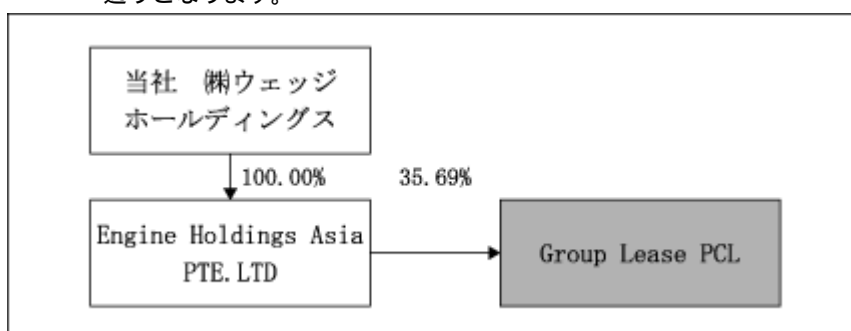 当社　㈱ウェッジ
ホールディングス
100.00%
35.69%
Engine Holdings Asia
PTE.LTD
Group Lease PCL